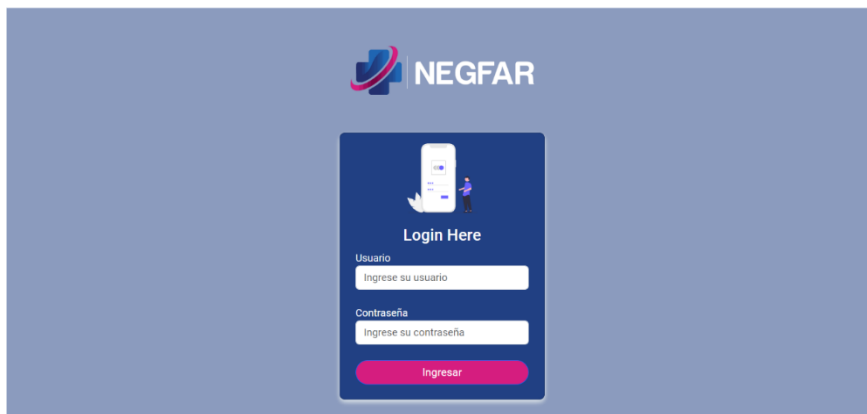 NEGFAR
Login Here
Usuario
Ingrese su usuario
Contraseña
Ingrese su contraseña
Ingresar